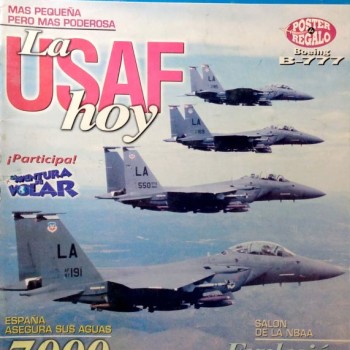 MAS PEQUEÑA
PERO MAS PODEROSA
La
USAF
hoy
POSTER
REGALO
Boeing
B-777
¡Participa!
AVENTURA
VOLAR
LA
550
LA
191
ESPAÑA
ASEGURA SUS AGUAS
7000
SALON
DE LA NBAA